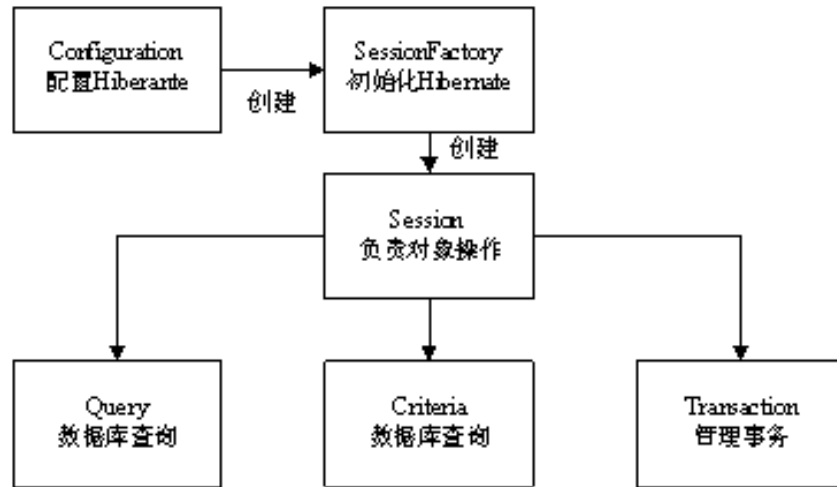 Configuration
配置Hiberante
创建
SessionFactory
初始化Hibernate
创建
Session
负责对象操作
Query
数据库查询
Criteria
数据库查询
Transaction
管理事务